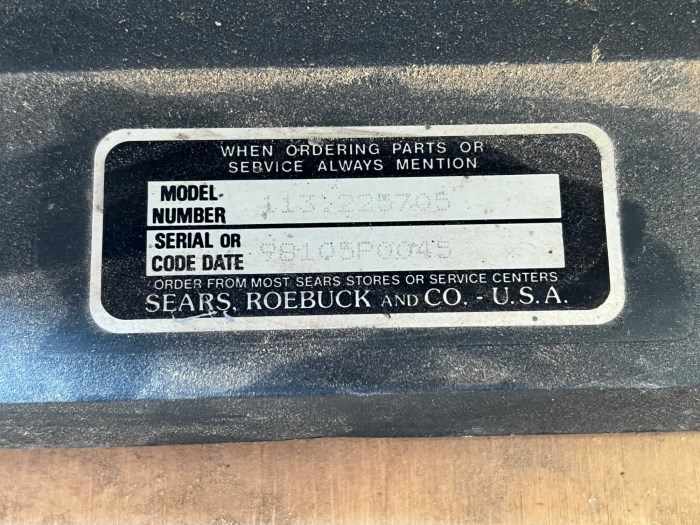 WHEN ORDERING PARTS OR
SERVICE ALWAYS MENTION
MODEL
NUMBER 113.225705
SERIAL OR
CODE DATE 98105P0045
ORDER FROM MOST SEARS STORES OR SERVICE CENTERS
SEARS, ROEBUCK AND CO. - U.S.A.